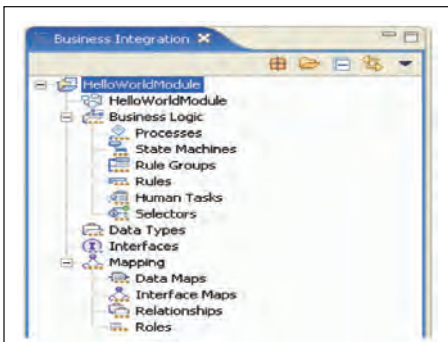 Business Integration
HelloWorldModule
HelloWorldModule
Business Logic
Processes
State Machines
Rule Groups
Rules
Human Tasks
Selectors
Data Types
Interfaces
Mapping
Data Maps
Interface Maps
Relationships
Roles